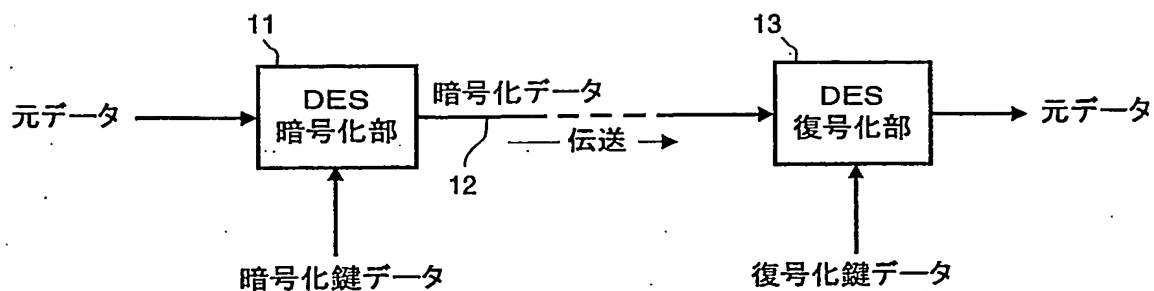 11
13
元データ
DES
暗号化部
暗号化データ
12
伝送
DES
復号化部
元データ
暗号化鍵データ
復号化鍵データ